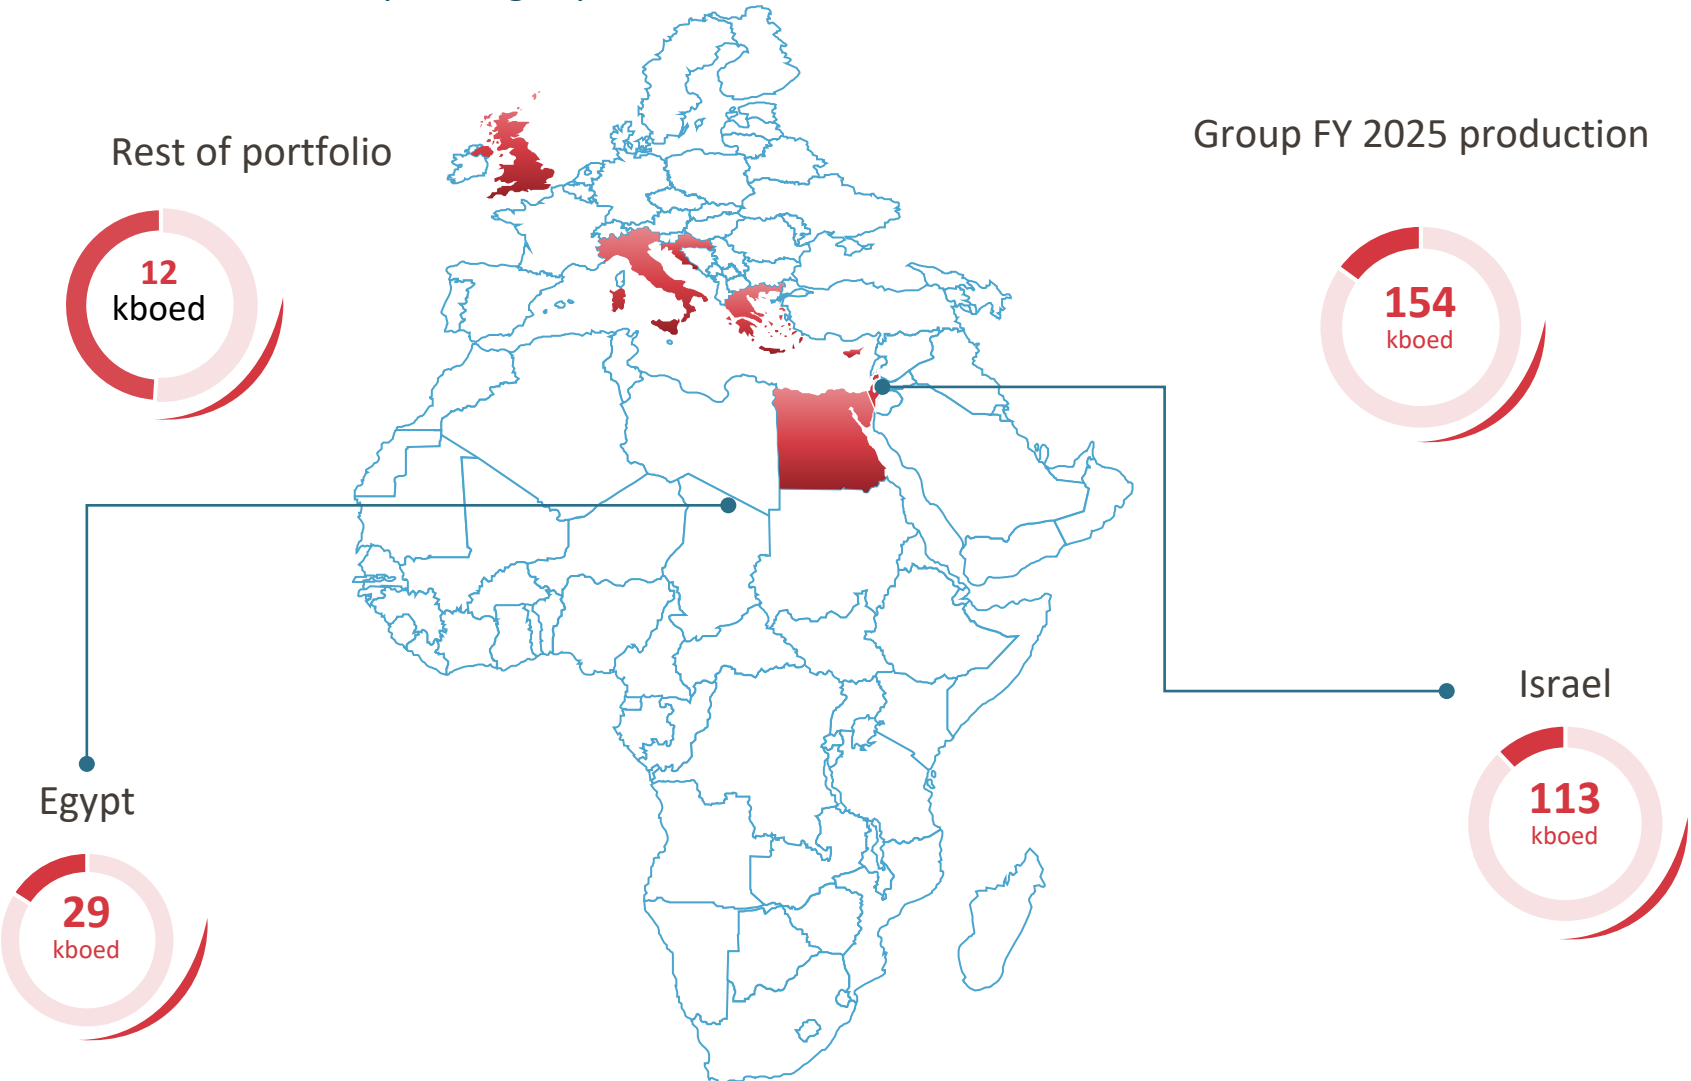 Rest of portfolio
12
kboed
Group FY 2025 production
154
kboed
Israel
113
kboed
Egypt
29
kboed